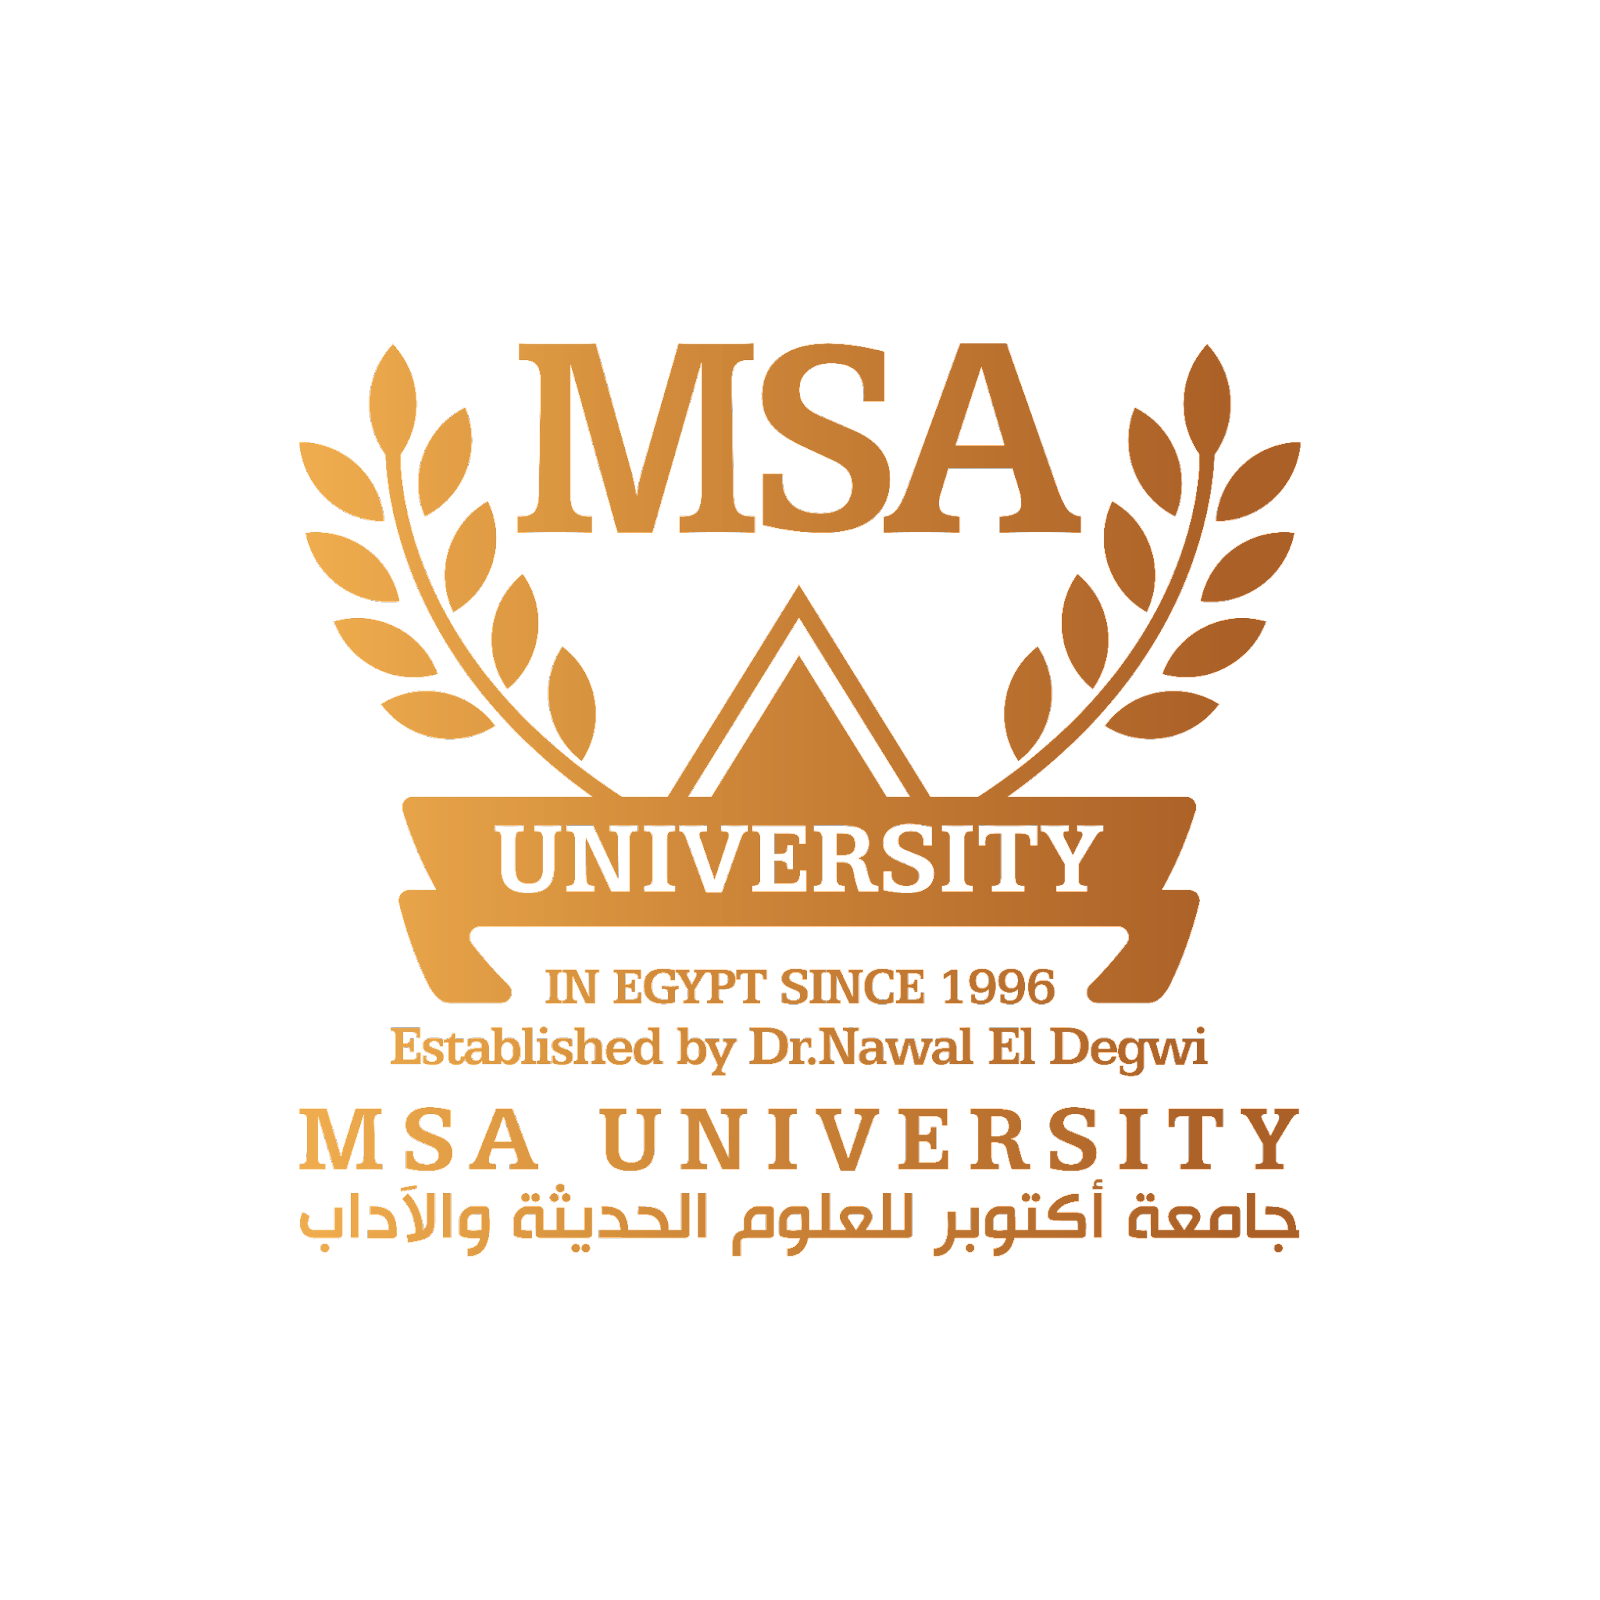 MSA
UNIVERSITY
IN EGYPT SINCE 1996
Established by Dr.Nawal El Degwi
MSA UNIVERSITY
جامعة أكتوبر للعلوم الحديثة والآداب